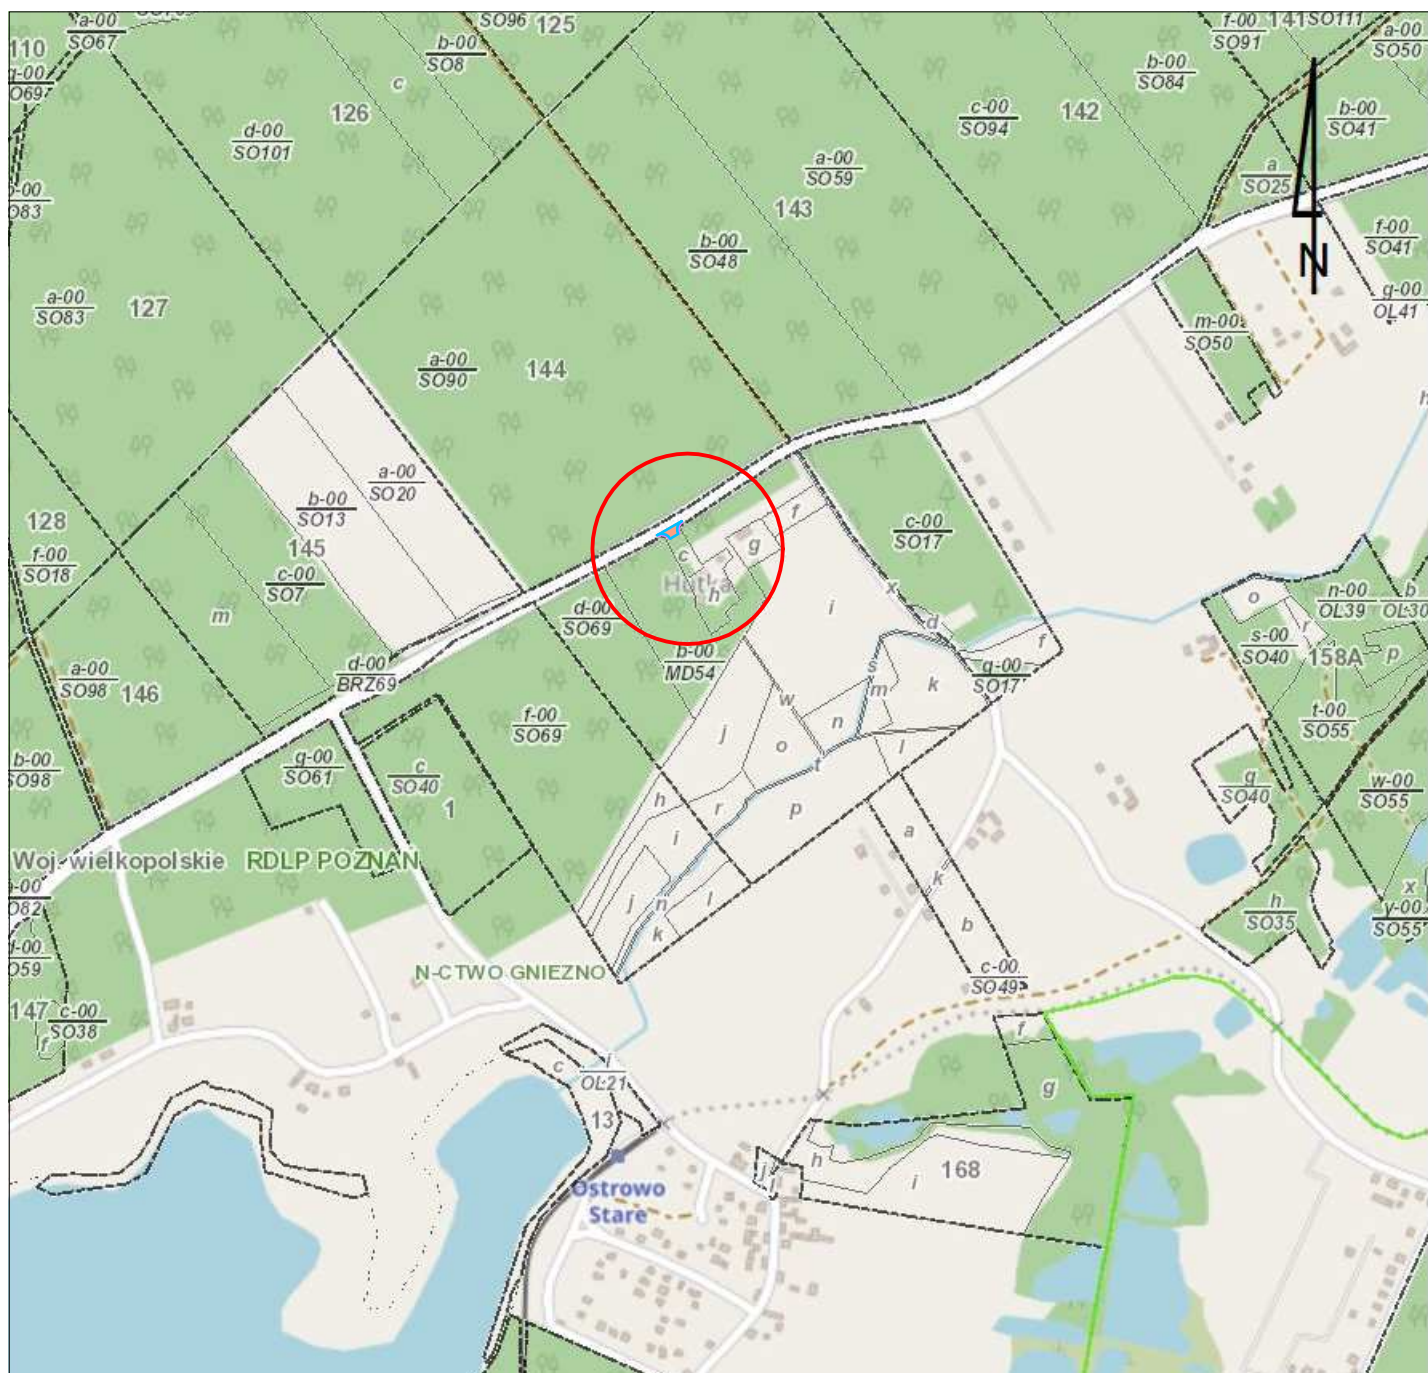 a-00
SO67
SO96
125
f-00
141
SO111
SO91
a-00
SO50
110
b-00
SO8
c
b-00
SO84
126
d-00
SO101
c-00
SO94
142
b-00
SO41
a-00
SO59
a
SO25
143
b-00
SO48
f-00
SO41
N
a-00
SO83
127
OL41
m-00
SO50
a-00
SO90
144
a-00
SO20
b-00
SO13
128
f-00
SO18
145
c-00
SO7
m
f
c
g
Hutka
h
c-00
SO17
i
x
d
f
d-00
SO69
b-00
MD54
s
m
k
SO17
n-00
OL39
b
OL30
o
r
s-00
SO40
158A
p
t-00
SO55
a-00
SO98
146
d-00
BRZ69
f-00
SO69
w
n
j
o
l
t
b-00
SO98
SO61
c
SO40
1
h
r
i
p
SO40
w-00
SO55
a
k
b
Woj. wielkopolskie
RDLP POZNAŃ
j
n
l
k
h
SO35
x
y-00
SO55
c-00
SO49
N-CTWO GNIEZNO
147
c-00
SO38
f
f
g
c
i
OL21
13
j
h
i
168
Ostrowo
Stare